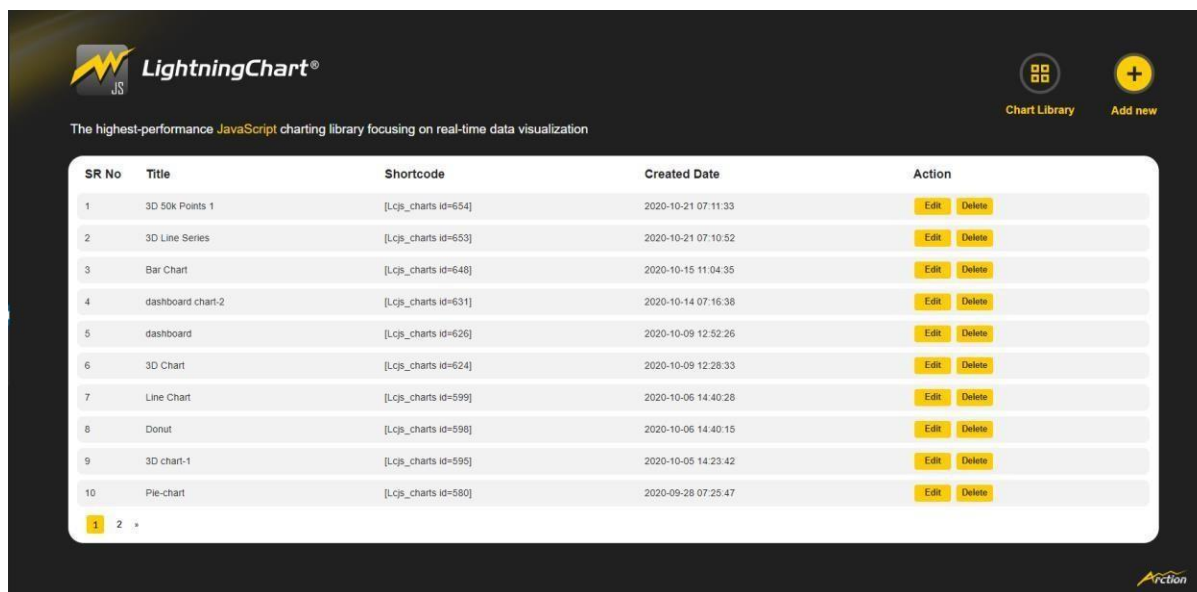 JS LightningChart®
Chart Library Add new
The highest-performance JavaScript charting library focusing on real-time data visualization
SR No Title Shortcode Created Date Action
1 3D 50k Points 1 [Lcjs_charts id=654] 2020-10-21 07:11:33 Edit Delete
2 3D Line Series [Lcjs_charts id=653] 2020-10-21 07:10:52 Edit Delete
3 Bar Chart [Lcjs_charts id=648] 2020-10-15 11:04:35 Edit Delete
4 dashboard chart-2 [Lcjs_charts id=631] 2020-10-14 07:16:38 Edit Delete
5 dashboard [Lcjs_charts id=626] 2020-10-09 12:52:26 Edit Delete
6 3D Chart [Lcjs_charts id=624] 2020-10-09 12:28:33 Edit Delete
7 Line Chart [Lcjs_charts id=599] 2020-10-06 14:40:28 Edit Delete
8 Donut [Lcjs_charts id=598] 2020-10-06 14:40:15 Edit Delete
9 3D chart-1 [Lcjs_charts id=595] 2020-10-05 14:23:42 Edit Delete
10 Pie-chart [Lcjs_charts id=580] 2020-09-28 07:25:47 Edit Delete
1 2 »
Arction